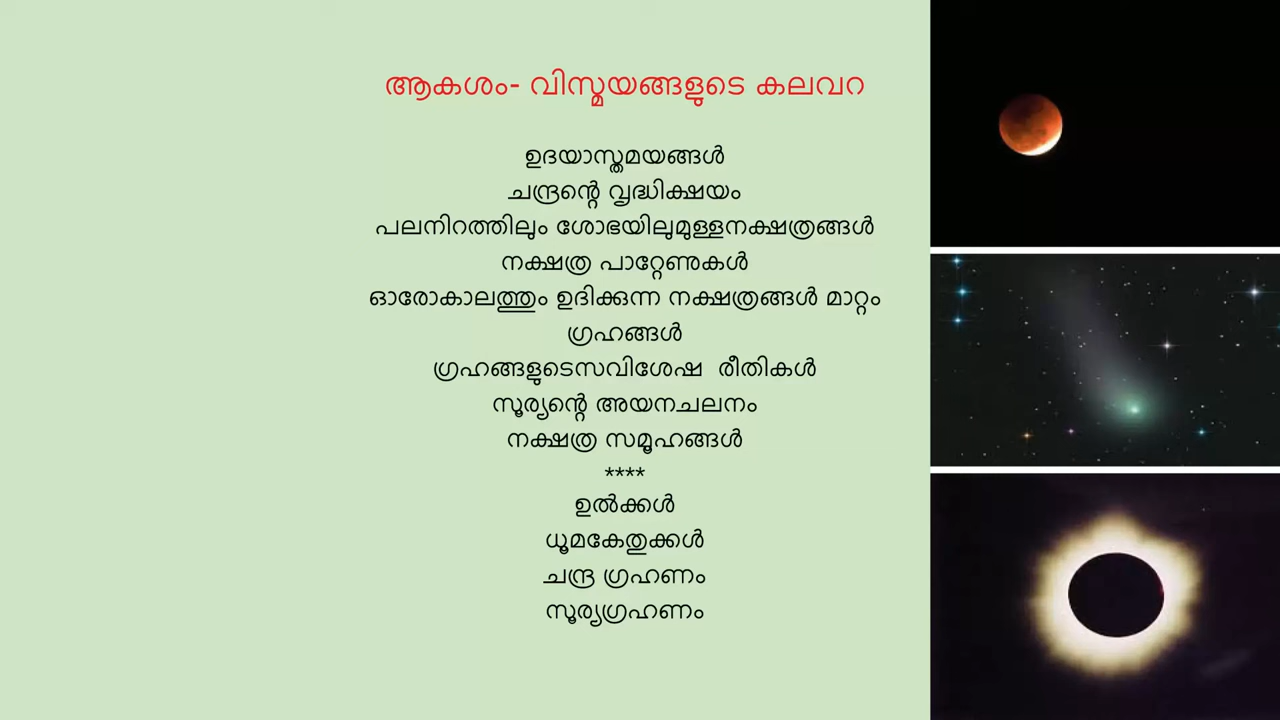 ആകശം- വിസ്മയങ്ങളുടെ കലവറ
ഉദയാസ്തമയങ്ങൾ
ചന്ദ്രന്റെ വൃദ്ധിക്ഷയം
പലനിറത്തിലും ശോഭയിലുമുള്ളനക്ഷത്രങ്ങൾ
നക്ഷത്ര പാറ്റേണുകൾ
ഓരോകാലത്തും ഉദിക്കുന്ന നക്ഷത്രങ്ങൾ മാറ്റം
ഗ്രഹങ്ങൾ
ഗ്രഹങ്ങളുടെസവിശേഷ രീതികൾ
സൂര്യന്റെ അയനചലനം
നക്ഷത്ര സമൂഹങ്ങൾ
****
ഉൽക്കൾ
ധൂമകേതുക്കൾ
ചന്ദ്ര ഗ്രഹണം
സൂര്യഗ്രഹണം